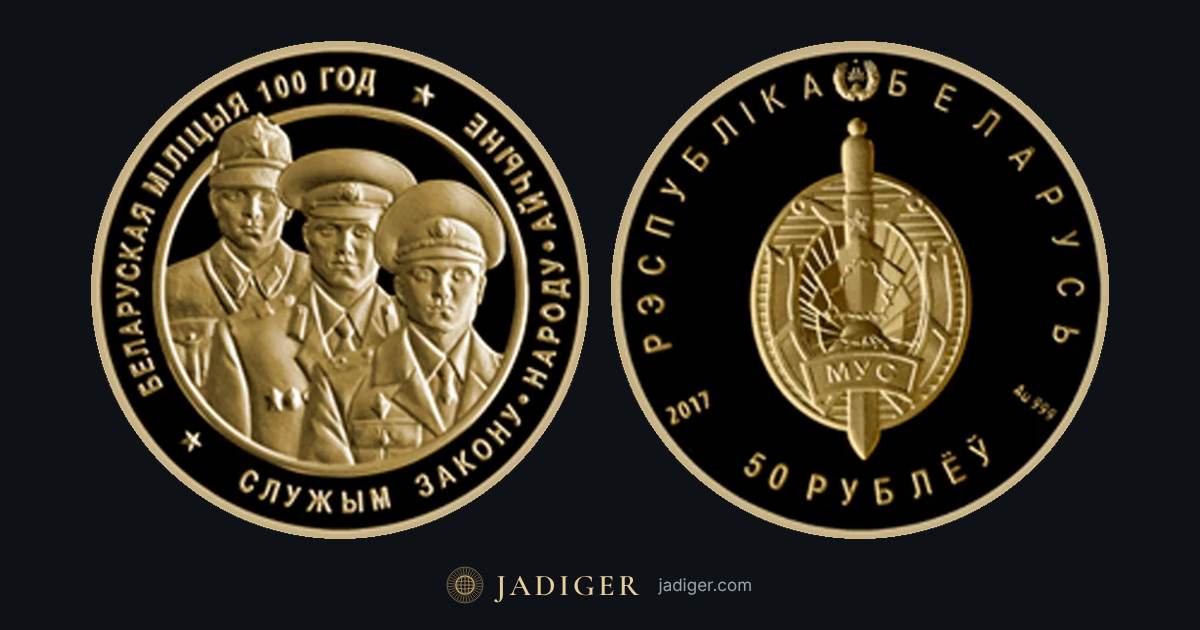 БЕЛАРУСКАЯ МІЛІЦЫЯ 100 ГОД
СЛУЖЫМ ЗАКОНУ • НАРОДУ • АЙЧЫНЕ
РЭСПУБЛІКА БЕЛАРУСЬ
МУС
2017
Au 999
50 РУБЛЁЎ
JADIGER
jadiger.com